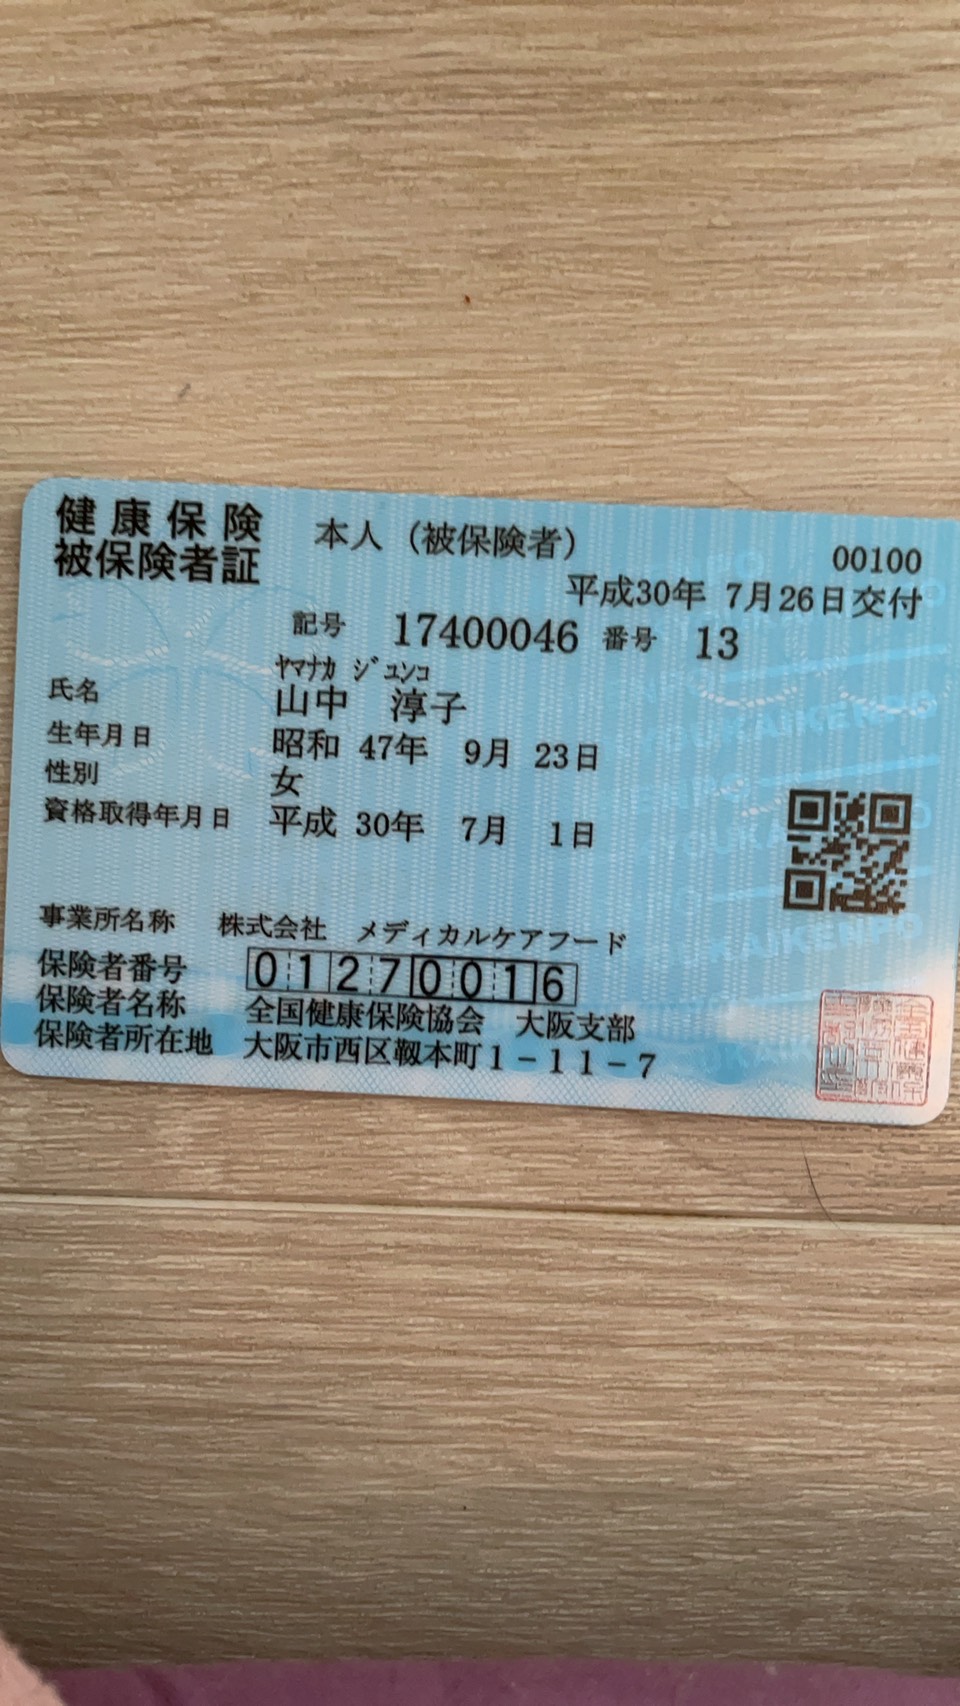 健康保険
被保険者証
本人（被保険者）
00100
平成30年 7月26日交付
記号 17400046 番号 13
ﾔﾏﾅｶ ｼﾞﾕﾝｺ
氏名 山中 淳子
生年月日 昭和 47年 9月 23日
性別 女
資格取得年月日 平成 30年 7月 1日
事業所名称 株式会社 メディカルケアフード
保険者番号 01270016
保険者名称 全国健康保険協会 大阪支部
保険者所在地 大阪市西区靱本町1－11－7